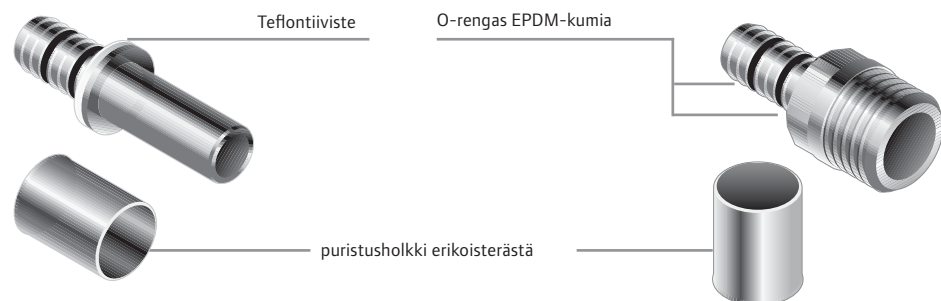 Teflontiiviste
O-rengas EPDM-kumia
puristusholkki erikoisterästä